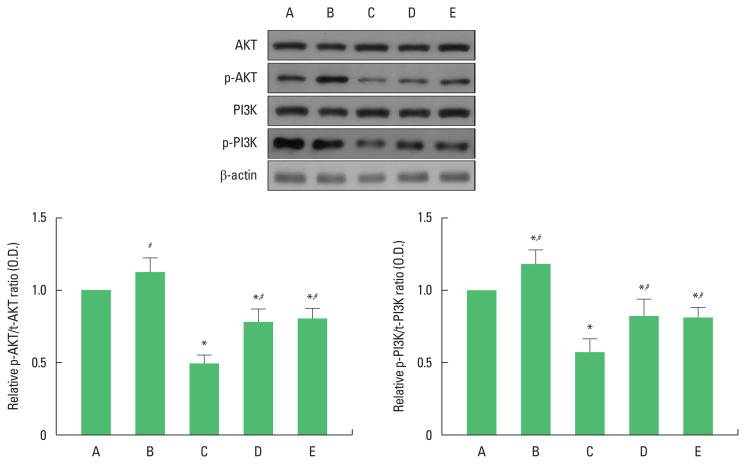 A B C D E
AKT
p-AKT
PI3K
p-PI3K
β-actin
Relative p-AKT/t-AKT ratio (O.D.)
1.5
1.0
0.5
0
#
*
*,#
*,#
A B C D E
Relative p-PI3K/t-PI3K ratio (O.D.)
1.5
1.0
0.5
0
*,#
*
*,#
*,#
A B C D E